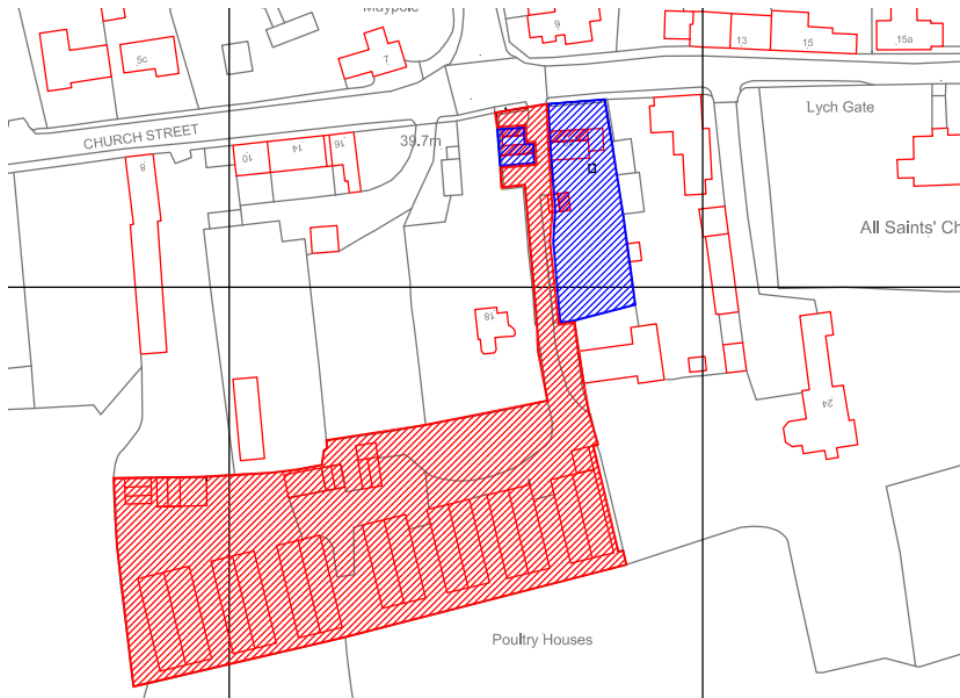 Maypole
5c
7
9
13
15
15a
Lych Gate
CHURCH STREET
39.7m
8
10
14
16
All Saints' Ch
18
24
Poultry Houses